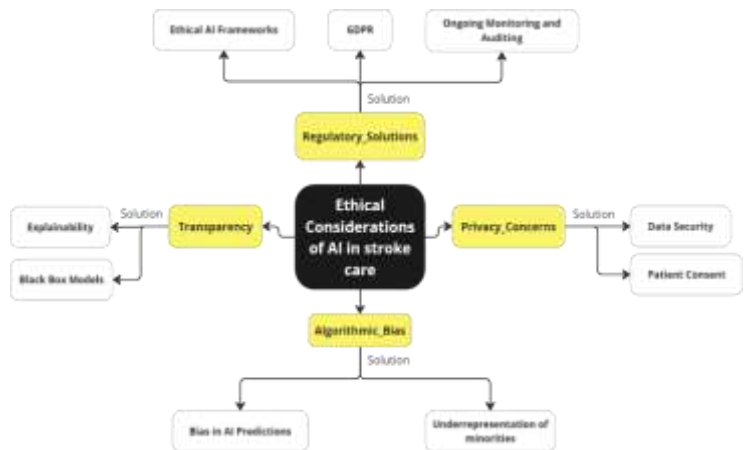 Ethical AI Frameworks
GDPR
Ongoing Monitoring and
Auditing
Solution
Regulatory_Solutions
Ethical
Considerations
of AI in stroke
care
Transparency
Solution
Explainability
Black Box Models
Privacy_Concerns
Solution
Data Security
Patient Consent
Algorithmic_Bias
Solution
Bias in AI Predictions
Underrepresentation of
minorities